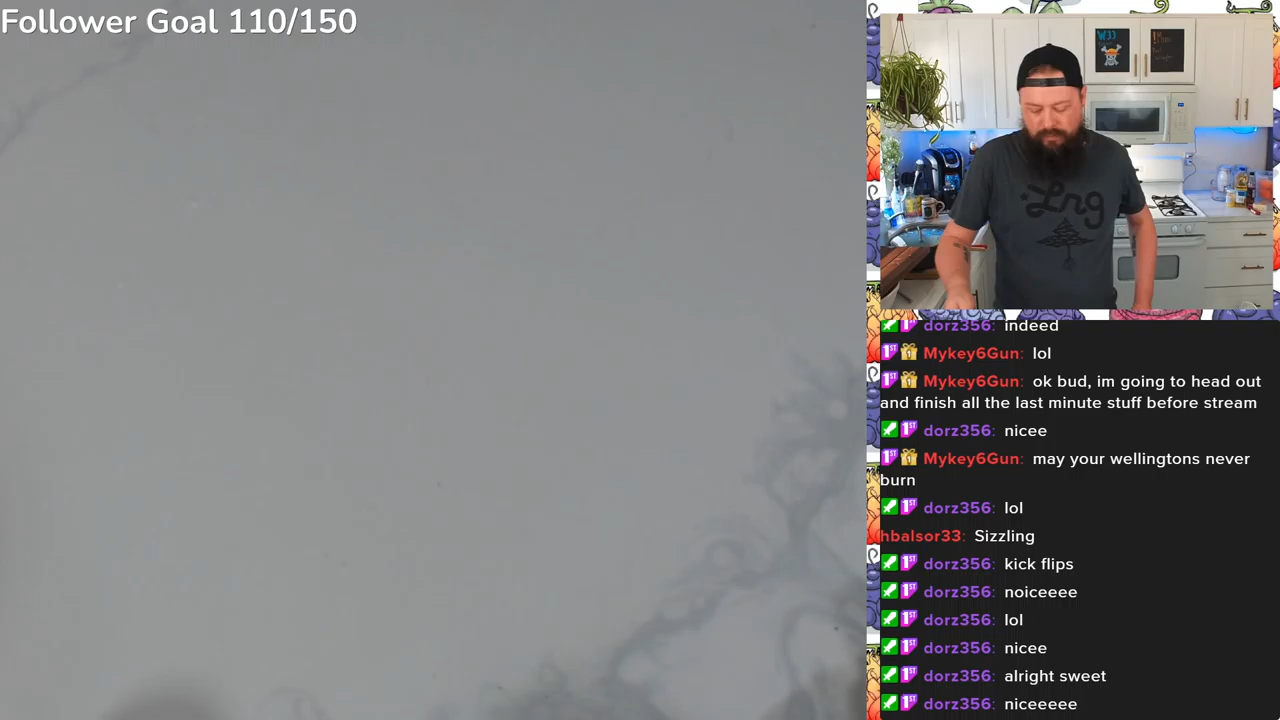 Follower Goal 110/150
W33
Lng
dorz356: indeed
Mykey6Gun: lol
Mykey6Gun: ok bud, im going to head out
and finish all the last minute stuff before stream
dorz356: nicee
Mykey6Gun: may your wellingtons never
burn
dorz356: lol
hbalsor33: Sizzling
dorz356: kick flips
dorz356: noiceeee
dorz356: lol
dorz356: nicee
dorz356: alright sweet
dorz356: niceeeee